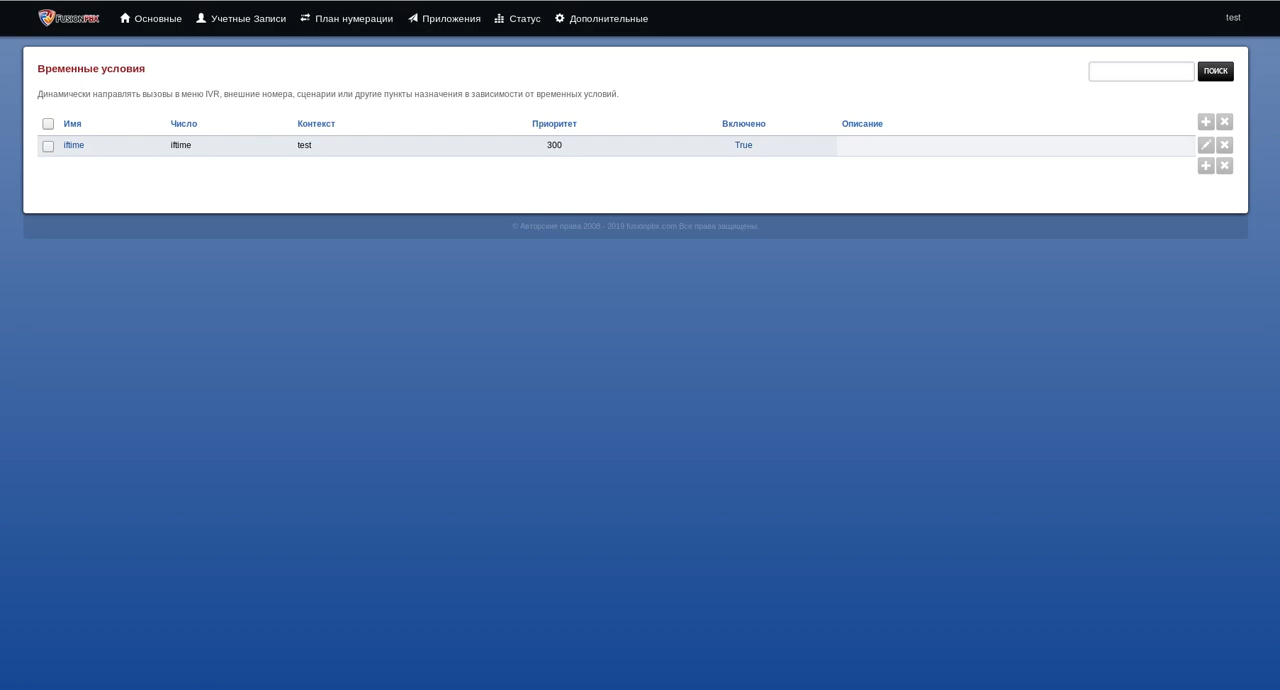 FUSIONPBX Основные Учетные Записи План нумерации Приложения Статус Дополнительные test
Временные условия ПОИСК
Динамически направлять вызовы в меню IVR, внешние номера, сценарии или другие пункты назначения в зависимости от временных условий.
Имя Число Контекст Приоритет Включено Описание
iftime iftime test 300 True
© Авторские права 2008 - 2019 fusionpbx.com Все права защищены.